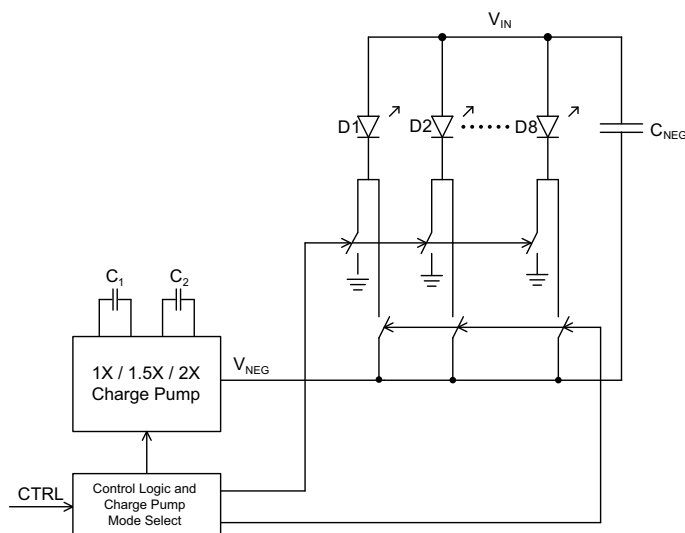 V_IN
D1
D2
D8
C_NEG
C_1
C_2
1X / 1.5X / 2X
Charge Pump
V_NEG
CTRL
Control Logic and
Charge Pump
Mode Select